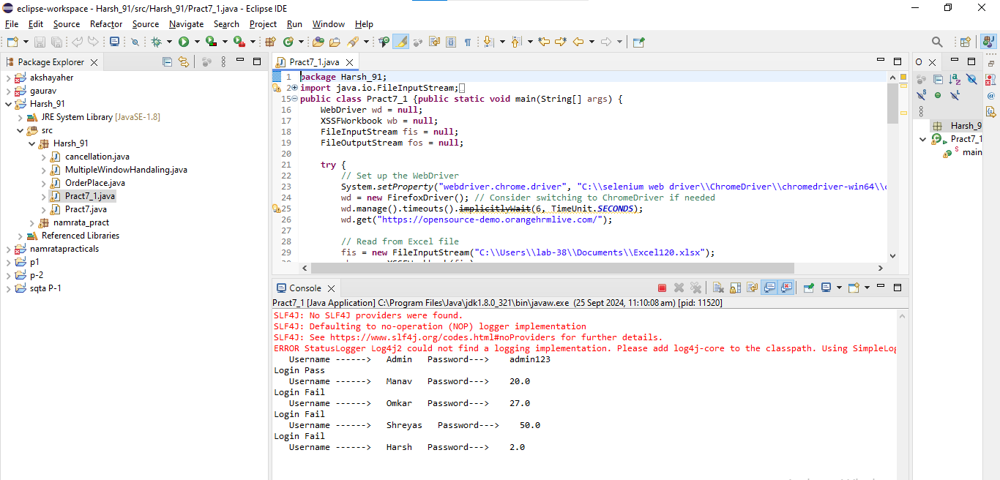 eclipse-workspace - Harsh_91/src/Harsh_91/Pract7_1.java - Eclipse IDE
File Edit Source Refactor Source Navigate Search Project Run Window Help
Package Explorer
akshayaher
gaurav
Harsh_91
JRE System Library [JavaSE-1.8]
src
Harsh_91
cancellation.java
MultipleWindowHandaling.java
OrderPlace.java
Pract7_1.java
Pract7.java
namrata_pract
Referenced Libraries
namratapracticals
p1
p-2
sqta P-1
Pract7_1.java
1 package Harsh_91;
2 import java.io.FileInputStream;
15 public class Pract7_1 {public static void main(String[] args) {
16 WebDriver wd = null;
17 XSSFWorkbook wb = null;
18 FileInputStream fis = null;
19 FileOutputStream fos = null;
20
21 try {
22 // Set up the WebDriver
23 System.setProperty("webdriver.chrome.driver", "C:\\selenium web driver\\ChromeDriver\\chromedriver-win64\\c
24 wd = new FirefoxDriver(); // Consider switching to ChromeDriver if needed
25 wd.manage().timeouts().implicitlyWait(6, TimeUnit.SECONDS);
26 wd.get("https://opensource-demo.orangehrmlive.com/");
27
28 // Read from Excel file
29 fis = new FileInputStream("C:\\Users\\lab-38\\Documents\\Excel120.xlsx");
O
Harsh_9
Pract7_1
S main
Console
Pract7_1 [Java Application] C:\Program Files\Java\jdk1.8.0_321\bin\javaw.exe (25 Sept 2024, 11:10:08 am) [pid: 11520]
SLF4J: No SLF4J providers were found.
SLF4J: Defaulting to no-operation (NOP) logger implementation
SLF4J: See https://www.slf4j.org/codes.html#noProviders for further details.
ERROR StatusLogger Log4j2 could not find a logging implementation. Please add log4j-core to the classpath. Using SimpleLog
Username ------> Admin Password---> admin123
Login Pass
Username ------> Manav Password---> 20.0
Login Fail
Username ------> Omkar Password---> 27.0
Login Fail
Username ------> Shreyas Password---> 50.0
Login Fail
Username ------> Harsh Password---> 2.0